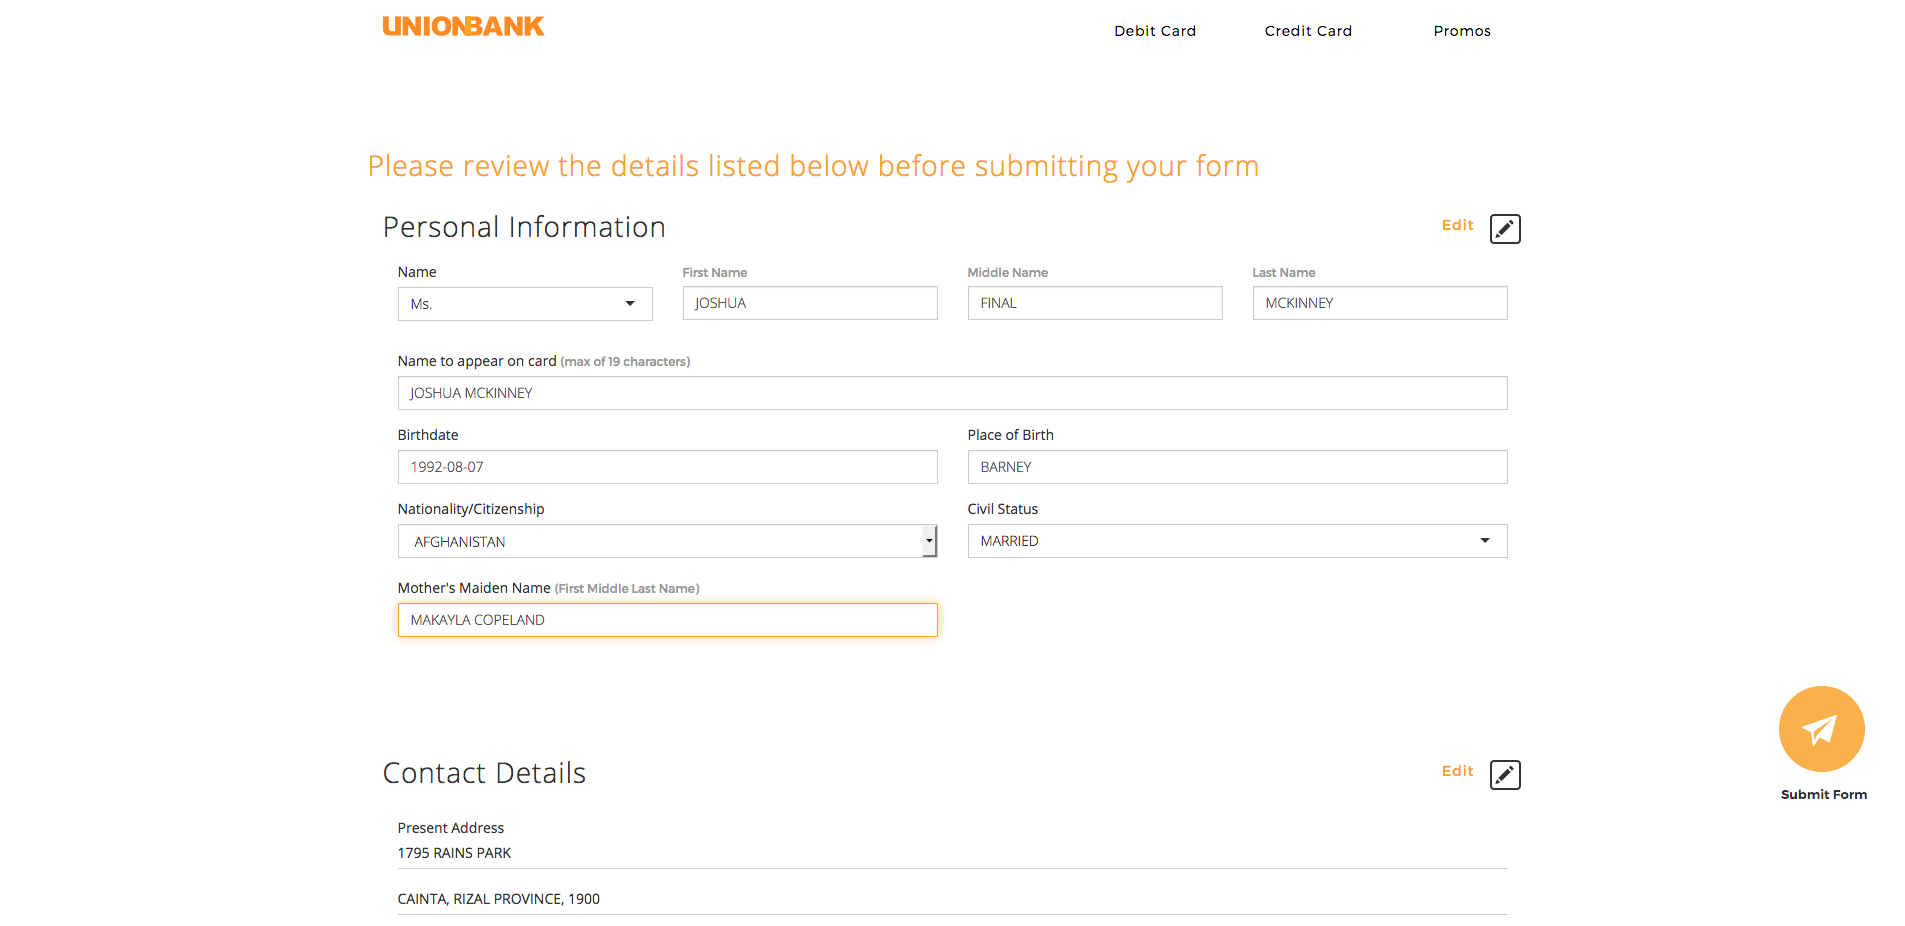 UNIONBANK
Debit Card Credit Card Promos
Please review the details listed below before submitting your form
Personal Information Edit
Name First Name Middle Name Last Name
Ms. JOSHUA FINAL MCKINNEY
Name to appear on card (max of 19 characters)
JOSHUA MCKINNEY
Birthdate Place of Birth
1992-08-07 BARNEY
Nationality/Citizenship Civil Status
AFGHANISTAN MARRIED
Mother's Maiden Name (First Middle Last Name)
MAKAYLA COPELAND
Contact Details Edit
Submit Form
Present Address
1795 RAINS PARK
CAINTA, RIZAL PROVINCE, 1900